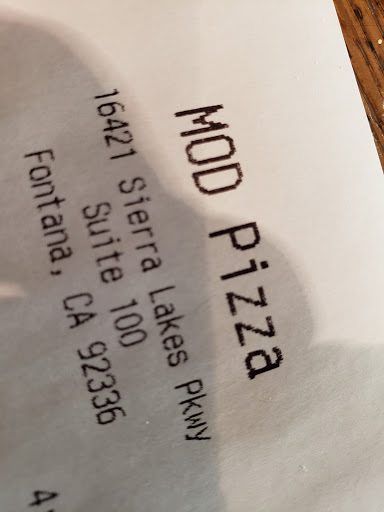 MOD Pizza
16421 Sierra Lakes Pkwy
Suite 100
Fontana, CA 92336